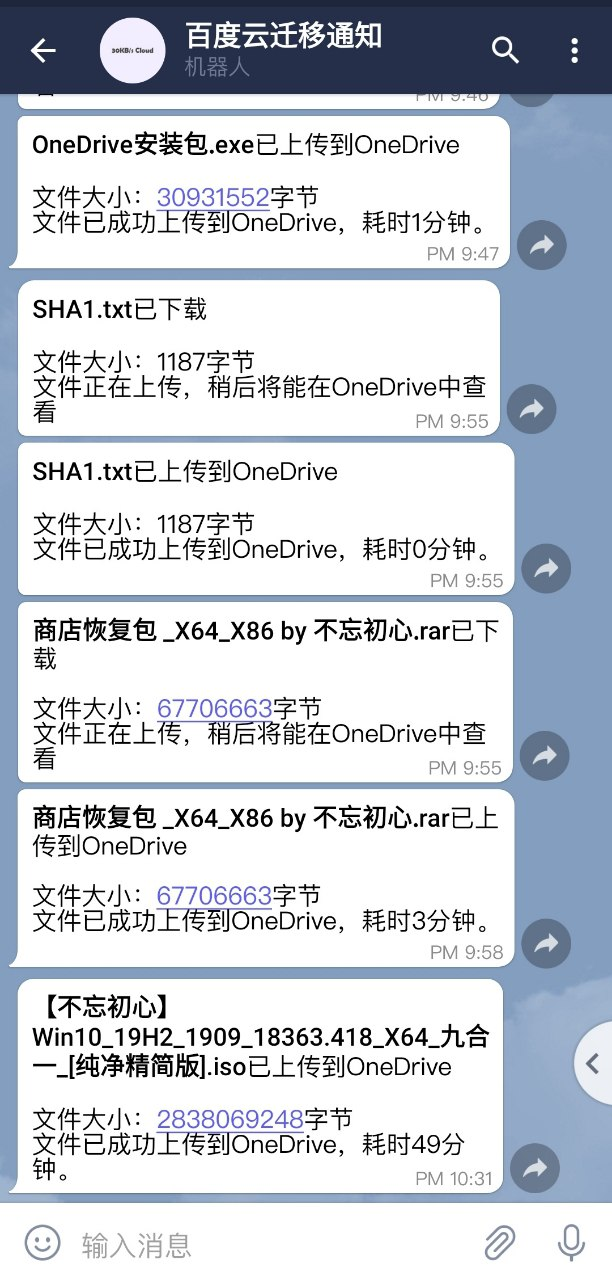 30KB/s Cloud
百度云迁移通知
机器人
PM 9:46
OneDrive安装包.exe已上传到OneDrive
文件大小：30931552字节
文件已成功上传到OneDrive，耗时1分钟。
PM 9:47
SHA1.txt已下载
文件大小：1187字节
文件正在上传，稍后将能在OneDrive中查
看
PM 9:55
SHA1.txt已上传到OneDrive
文件大小：1187字节
文件已成功上传到OneDrive，耗时0分钟。
PM 9:55
商店恢复包 _X64_X86 by 不忘初心.rar已下
载
文件大小：67706663字节
文件正在上传，稍后将能在OneDrive中查
看
PM 9:55
商店恢复包 _X64_X86 by 不忘初心.rar已上
传到OneDrive
文件大小：67706663字节
文件已成功上传到OneDrive，耗时3分钟。
PM 9:58
【不忘初心】
Win10_19H2_1909_18363.418_X64_九合
一_[纯净精简版].iso已上传到OneDrive
文件大小：2838069248字节
文件已成功上传到OneDrive，耗时49分
钟。
PM 10:31
输入消息